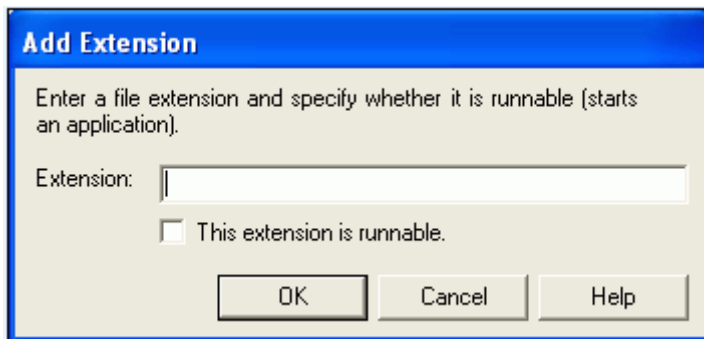 Add Extension
Enter a file extension and specify whether it is runnable (starts
an application).
Extension:
This extension is runnable.
OK Cancel Help